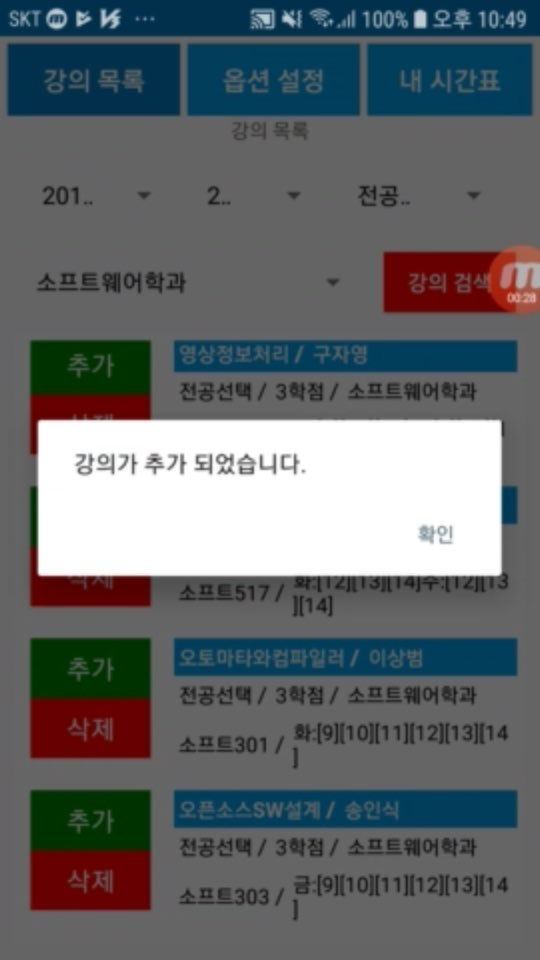 SKT ... 100% 오후 10:49
강의 목록 옵션 설정 내 시간표
강의 목록
201.. 2.. 전공..
소프트웨어학과 강의 검색
00:28
추가 영상정보처리 / 구자영
전공선택 / 3학점 / 소프트웨어학과
강의가 추가 되었습니다.
확인
삭제 소프트517 / 화:[12][13][14]수:[12][13
][14]
추가 오토마타와컴파일러 / 이상범
전공선택 / 3학점 / 소프트웨어학과
삭제 소프트301 / 화:[9][10][11][12][13][14
]
추가 오픈소스SW설계 / 송인식
전공선택 / 3학점 / 소프트웨어학과
삭제 소프트303 / 금:[9][10][11][12][13][14
]